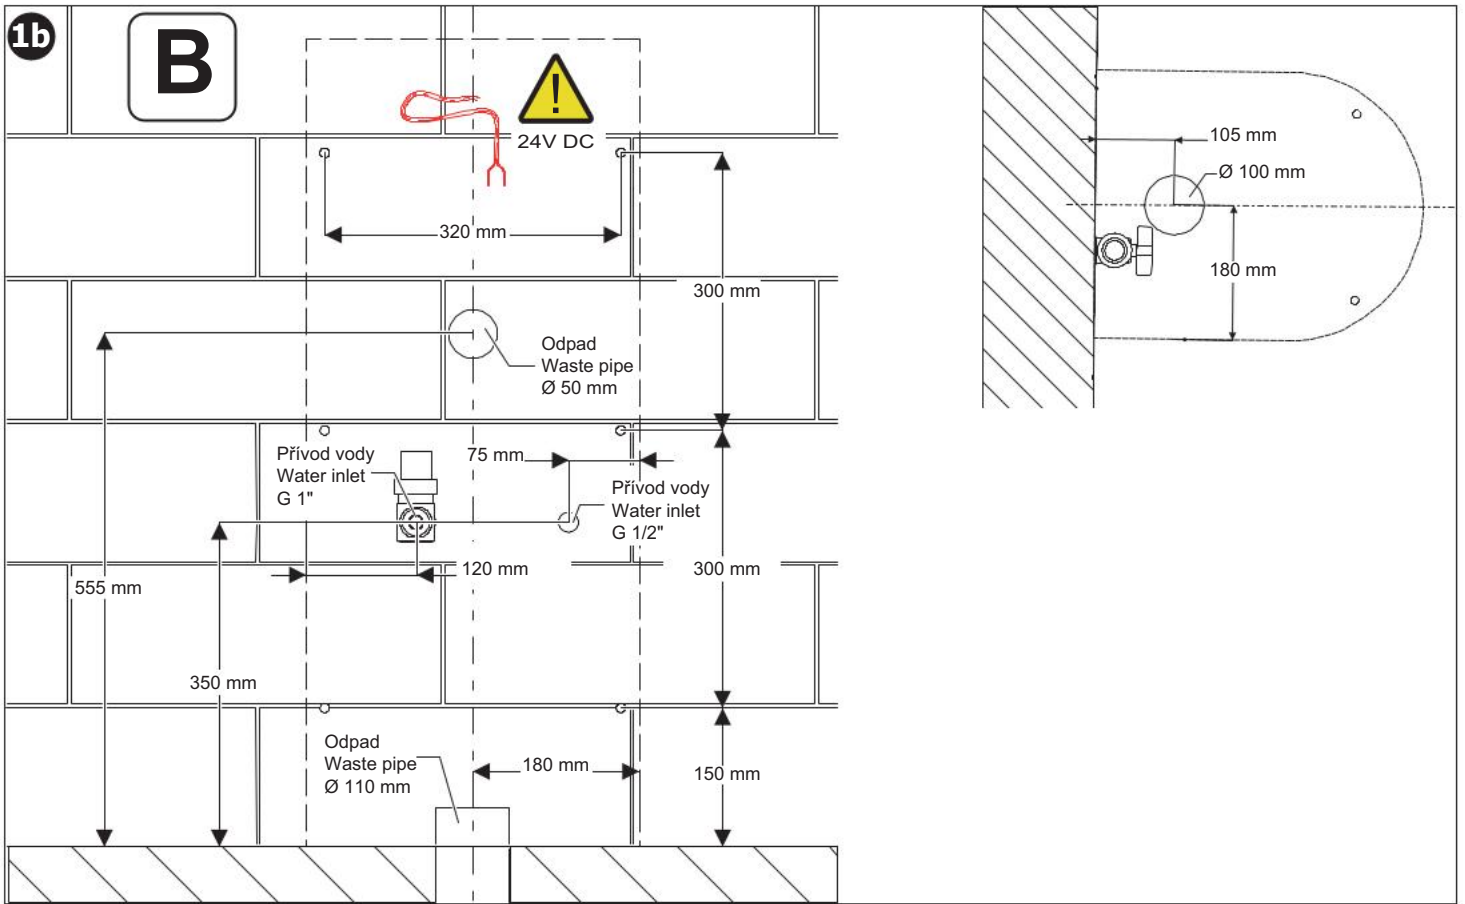 1b
B
24V DC
320 mm
300 mm
Odpad
Waste pipe
Ø 50 mm
Přívod vody
Water inlet
G 1"
75 mm
Přívod vody
Water inlet
G 1/2"
120 mm
300 mm
555 mm
350 mm
Odpad
Waste pipe
Ø 110 mm
180 mm
150 mm
105 mm
Ø 100 mm
180 mm